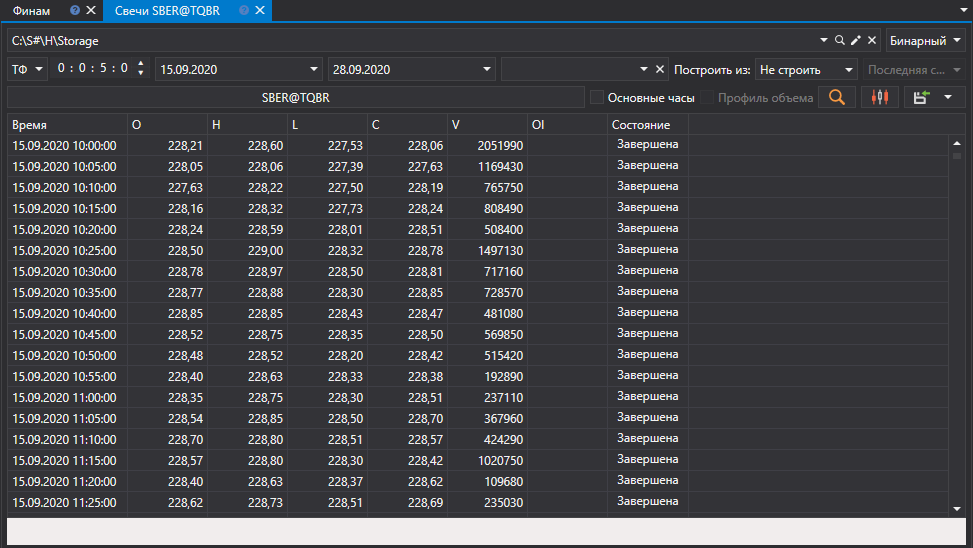 Финам Свечи SBER@TQBR
C:\S#\H\Storage Бинарный
ТФ 0 : 0 : 5 : 0 15.09.2020 28.09.2020 Построить из: Не строить Последняя с...
SBER@TQBR Основные часы Профиль объема
Время O H L C V OI Состояние
15.09.2020 10:00:00 228,21 228,60 227,53 228,06 2051990 Завершена
15.09.2020 10:05:00 228,05 228,06 227,39 227,63 1169430 Завершена
15.09.2020 10:10:00 227,63 228,22 227,50 228,19 765750 Завершена
15.09.2020 10:15:00 228,16 228,32 227,73 228,24 808490 Завершена
15.09.2020 10:20:00 228,24 228,59 228,01 228,51 508400 Завершена
15.09.2020 10:25:00 228,50 229,00 228,32 228,78 1497130 Завершена
15.09.2020 10:30:00 228,78 228,97 228,50 228,81 717160 Завершена
15.09.2020 10:35:00 228,77 228,88 228,30 228,85 728570 Завершена
15.09.2020 10:40:00 228,85 228,85 228,43 228,47 481080 Завершена
15.09.2020 10:45:00 228,52 228,75 228,35 228,50 569850 Завершена
15.09.2020 10:50:00 228,48 228,52 228,20 228,42 515420 Завершена
15.09.2020 10:55:00 228,40 228,63 228,33 228,38 192890 Завершена
15.09.2020 11:00:00 228,35 228,75 228,30 228,51 237110 Завершена
15.09.2020 11:05:00 228,54 228,85 228,50 228,70 367960 Завершена
15.09.2020 11:10:00 228,70 228,80 228,51 228,57 424290 Завершена
15.09.2020 11:15:00 228,57 228,80 228,30 228,42 1020750 Завершена
15.09.2020 11:20:00 228,40 228,63 228,37 228,62 109680 Завершена
15.09.2020 11:25:00 228,62 228,73 228,51 228,69 235030 Завершена